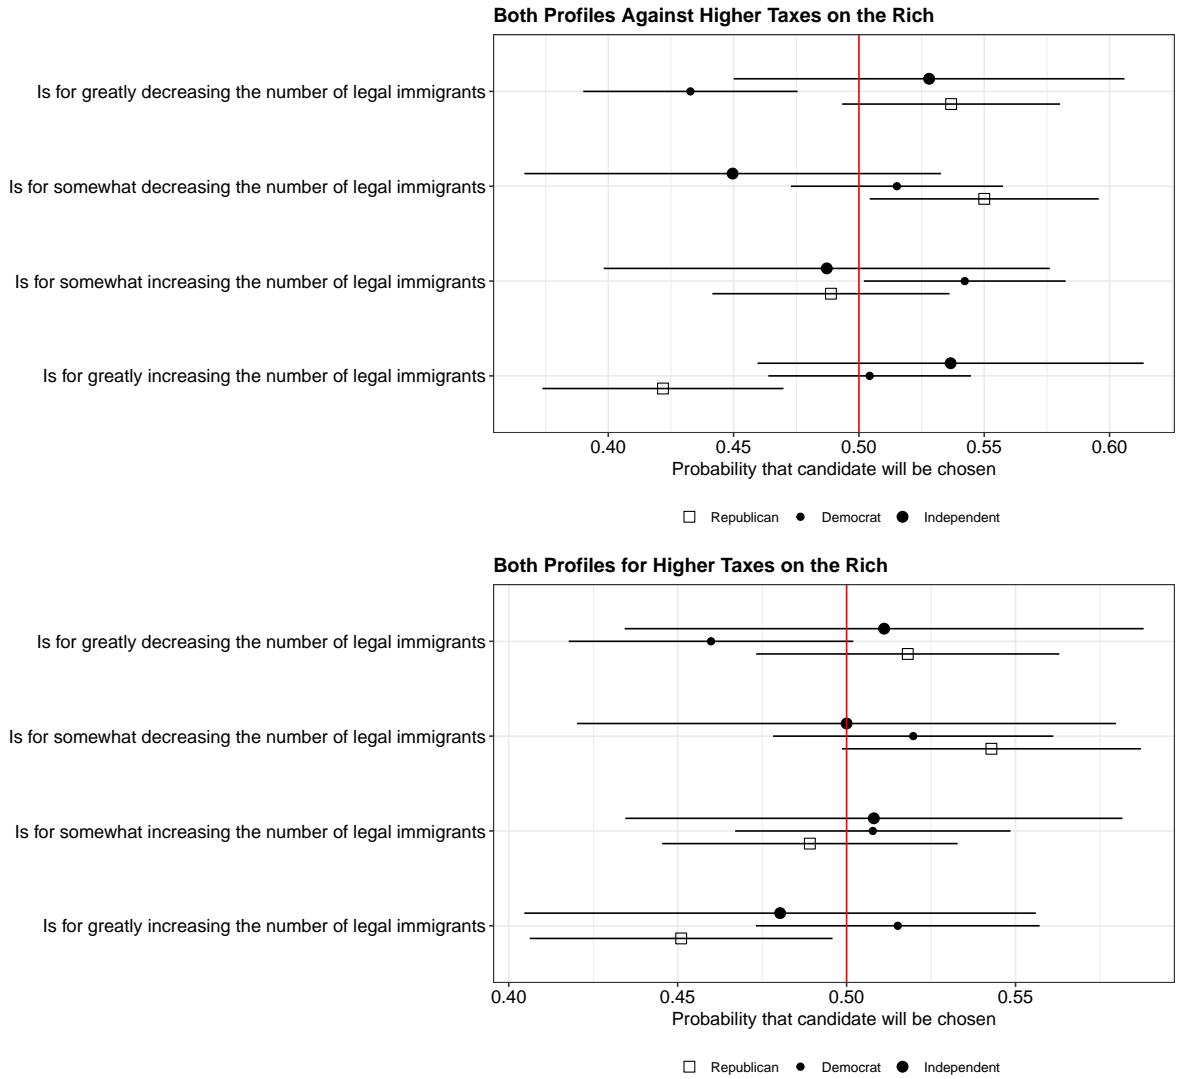 Both Profiles Against Higher Taxes on the Rich
Is for greatly decreasing the number of legal immigrants
Is for somewhat decreasing the number of legal immigrants
Is for somewhat increasing the number of legal immigrants
Is for greatly increasing the number of legal immigrants
0.40 0.45 0.50 0.55 0.60
Probability that candidate will be chosen
Republican Democrat Independent
Both Profiles for Higher Taxes on the Rich
Is for greatly decreasing the number of legal immigrants
Is for somewhat decreasing the number of legal immigrants
Is for somewhat increasing the number of legal immigrants
Is for greatly increasing the number of legal immigrants
0.40 0.45 0.50 0.55
Probability that candidate will be chosen
Republican Democrat Independent